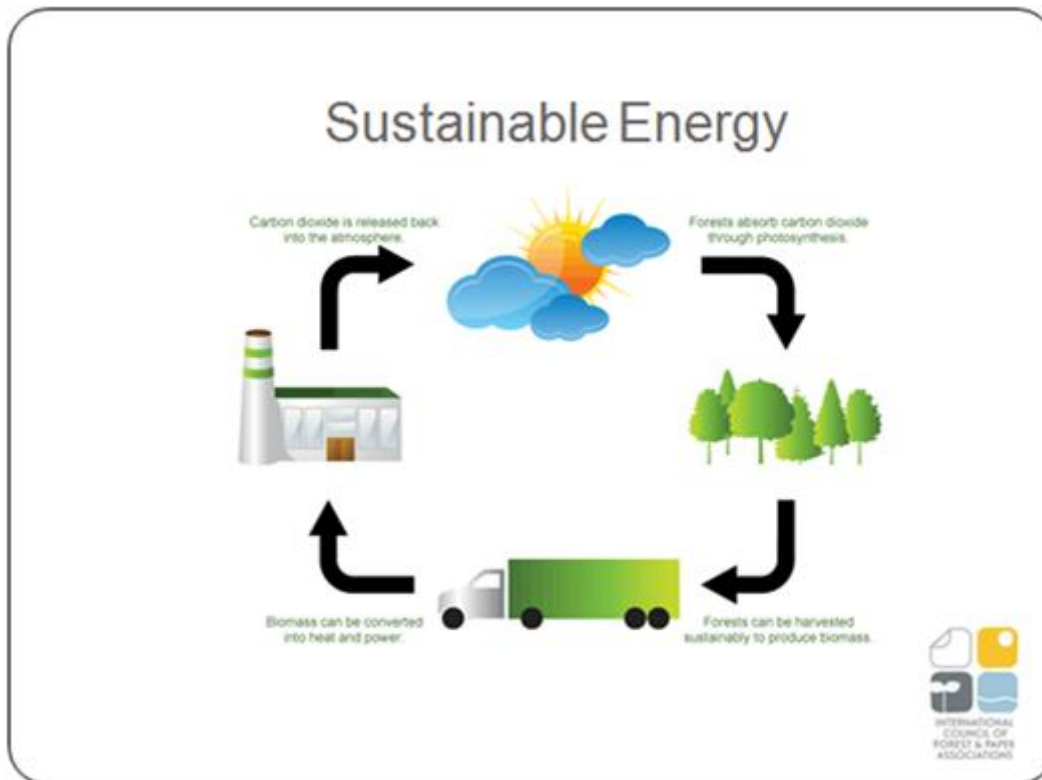 Sustainable Energy
Carbon dioxide is released back
into the atmosphere.
Forests absorb carbon dioxide
through photosynthesis.
Biomass can be converted
into heat and power.
Forests can be harvested
sustainably to produce biomass.
INTERNATIONAL
COUNCIL OF
FOREST & PAPER
ASSOCIATIONS